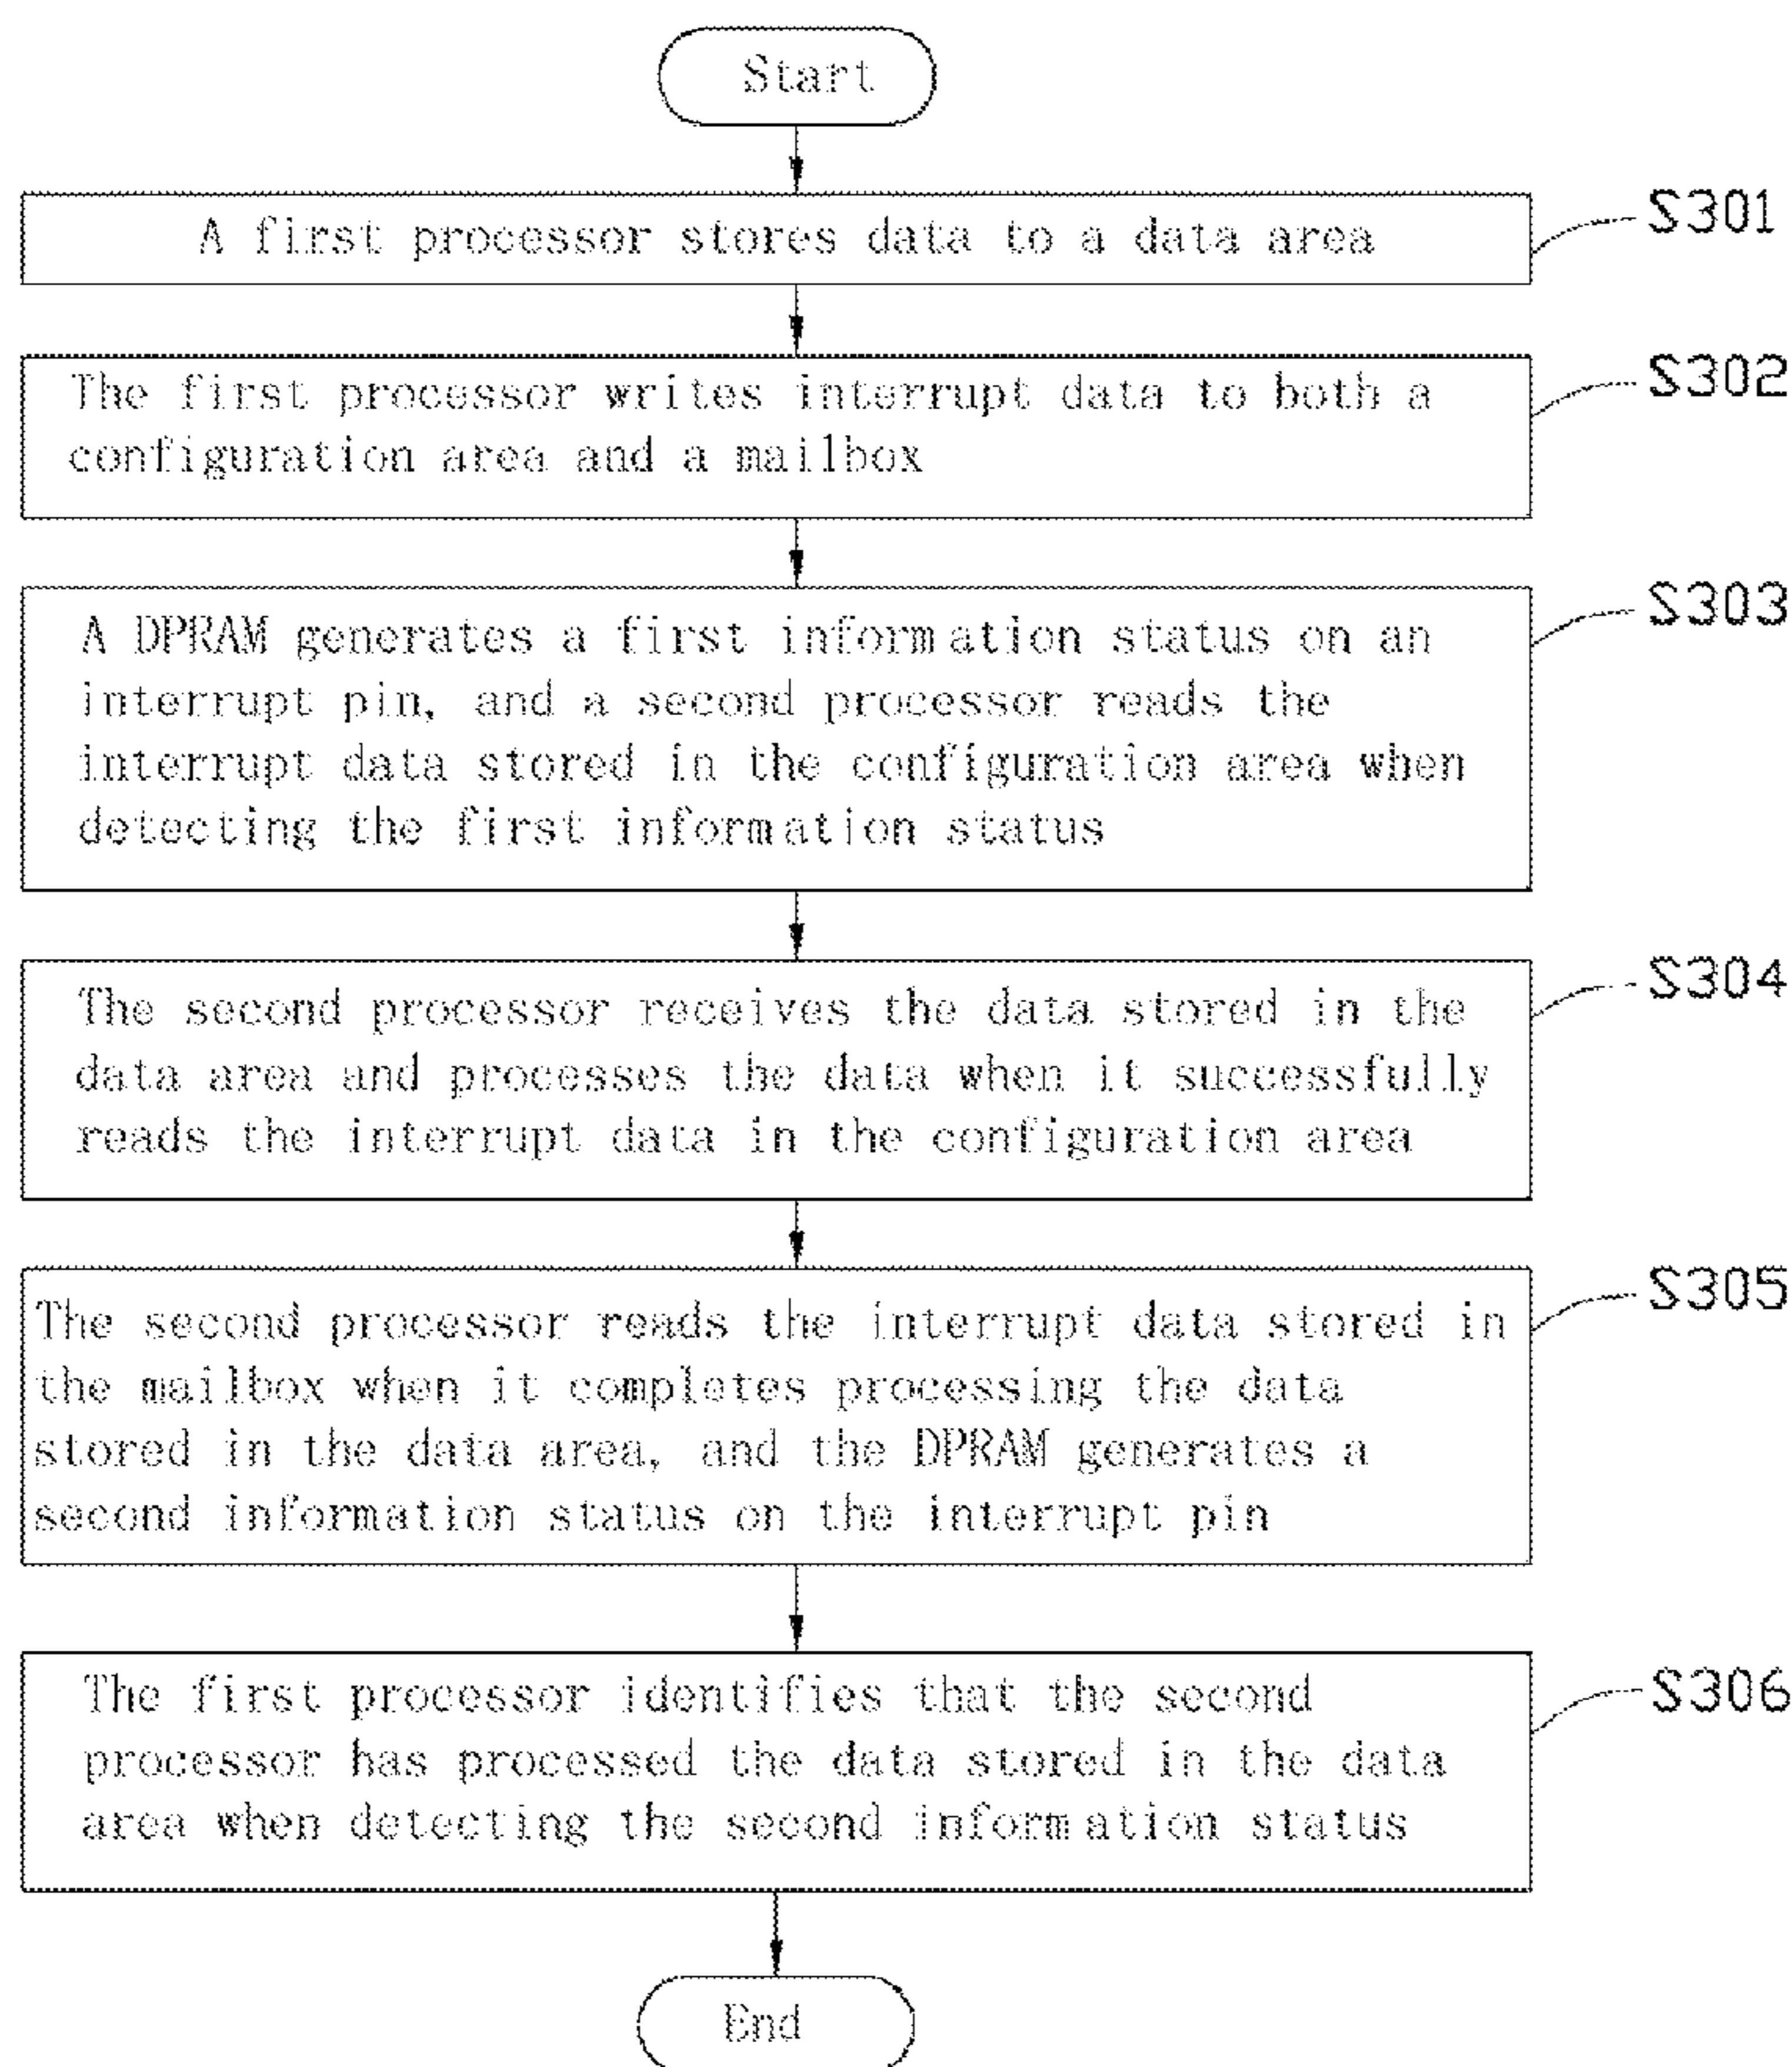 Start
A first processor stores data to a data area
S301
The first processor writes interrupt data to both a
configuration area and a mailbox
S302
A DPRAM generates a first information status on an
interrupt pin, and a second processor reads the
interrupt data stored in the configuration area when
detecting the first information status
S303
The second processor receives the data stored in the
data area and processes the data when it successfully
reads the interrupt data in the configuration area
S304
The second processor reads the interrupt data stored in
the mailbox when it completes processing the data
stored in the data area, and the DPRAM generates a
second information status on the interrupt pin
S305
The first processor identifies that the second
processor has processed the data stored in the data
area when detecting the second information status
S306
End